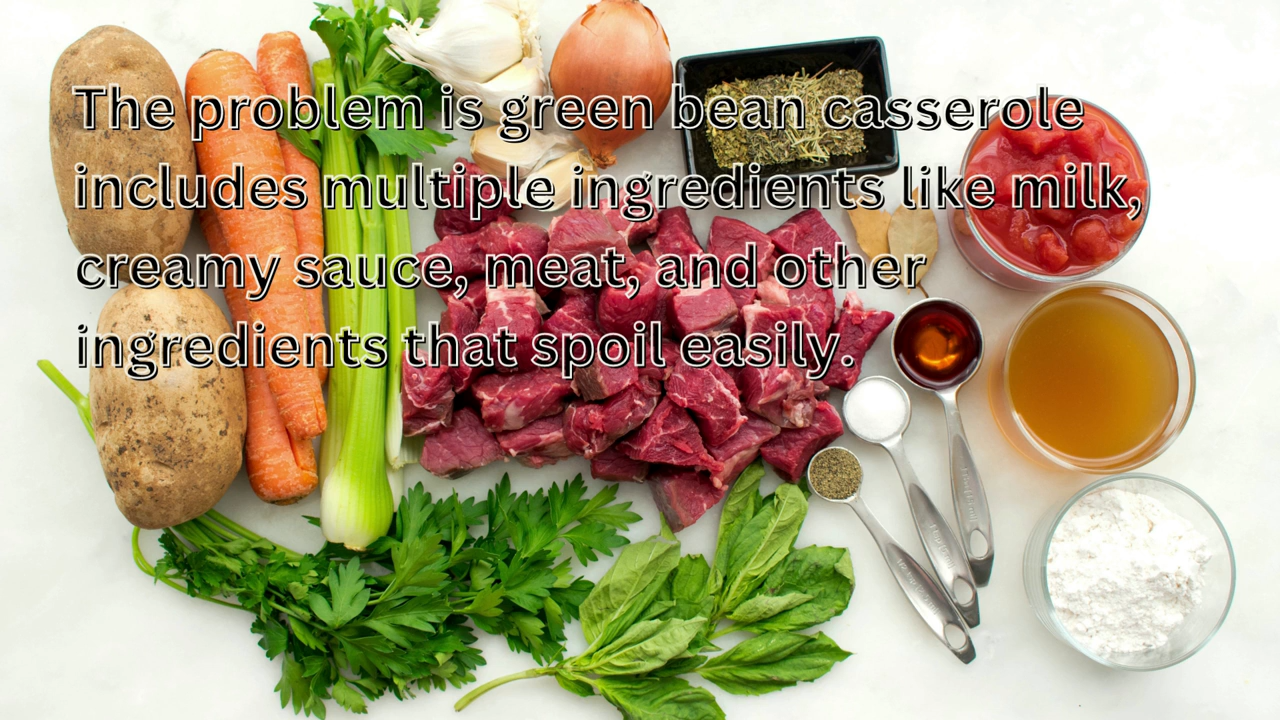 The problem is green bean casserole
includes multiple ingredients like milk,
creamy sauce, meat, and other
ingredients that spoil easily.